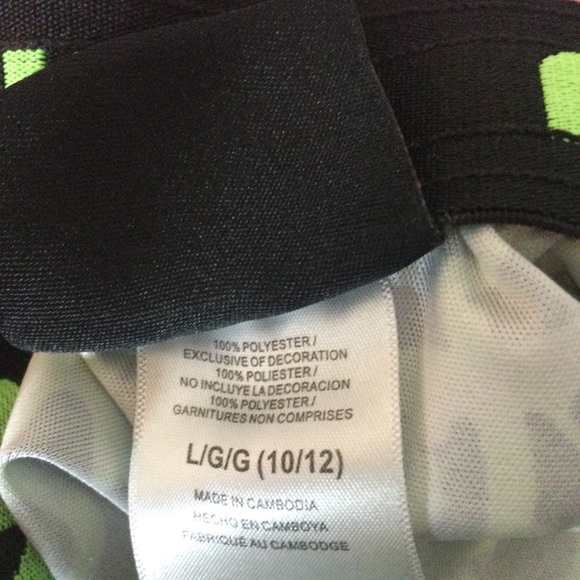 100% POLYESTER /
EXCLUSIVE OF DECORATION
100% POLIESTER /
NO INCLUYE LA DECORACION
100% POLYESTER /
GARNITURES NON COMPRISES
L/G/G (10/12)
MADE IN CAMBODIA
HECHO EN CAMBOYA
FABRIQUÉ AU CAMBODGE